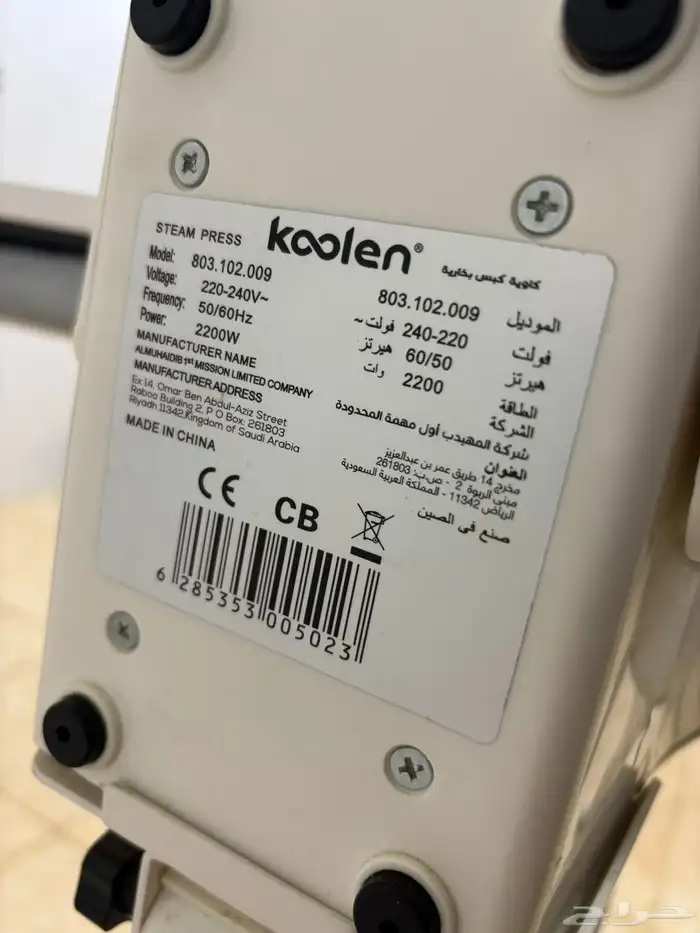 STEAM PRESS koolen® كاوية كبس بخارية
Model: 803.102.009
Voltage: 220-240V~
Frequency: 50/60Hz
Power: 2200W
MANUFACTURER NAME
ALMUHAIDIB 1st MISSION LIMITED COMPANY
MANUFACTURER ADDRESS
Ex 14, Omar Ben Abdul-Aziz Street
Raboa Building 2, P O Box: 261803
Riyadh 11342,Kingdom of Saudi Arabia
MADE IN CHINA
الموديل 803.102.009
فولت 240-220 فولت ~
هيرتز 60/50 هيرتز
الطاقة 2200 وات
الشركة
شركة المهيدب أول مهمة المحدودة
العنوان
مخرج 14 طريق عمر بن عبدالعزيز
مبنى الربوة 2 - ص.ب: 261803
الرياض 11342 - المملكة العربية السعودية
صنع في الصين
CE CB
6 285353 005023
حراج